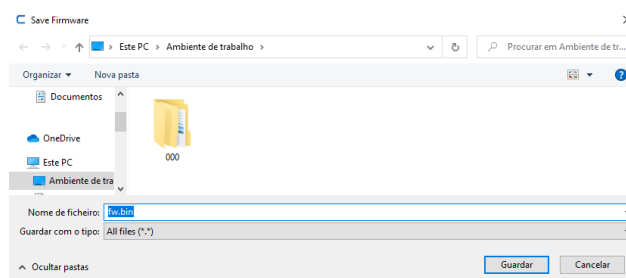 Save Firmware
Este PC > Ambiente de trabalho >
Procurar em Ambiente de tr...
Organizar
Nova pasta
Documentos
OneDrive
Este PC
Ambiente de tra
000
Nome de ficheiro: fw.bin
Guardar com o tipo: All files (*.*)
Ocultar pastas
Guardar
Cancelar